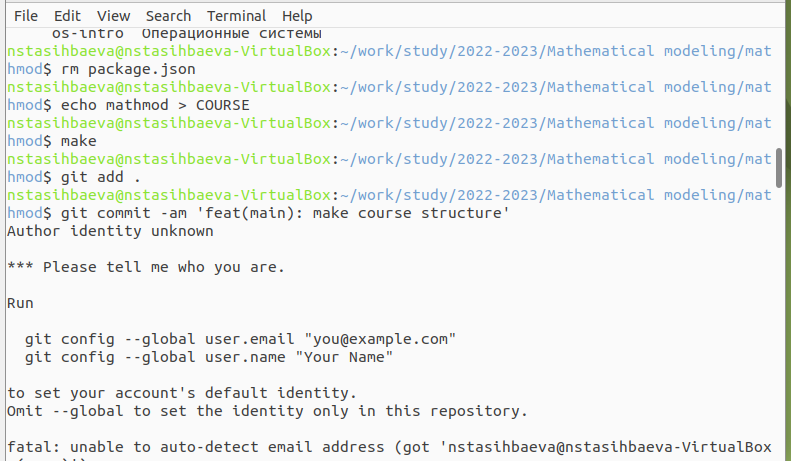 File Edit View Search Terminal Help
os-intro Операционные системы
nstasihbaeva@nstasihbaeva-VirtualBox:~/work/study/2022-2023/Mathematical modeling/mat
hmod$ rm package.json
nstasihbaeva@nstasihbaeva-VirtualBox:~/work/study/2022-2023/Mathematical modeling/mat
hmod$ echo mathmod > COURSE
nstasihbaeva@nstasihbaeva-VirtualBox:~/work/study/2022-2023/Mathematical modeling/mat
hmod$ make
nstasihbaeva@nstasihbaeva-VirtualBox:~/work/study/2022-2023/Mathematical modeling/mat
hmod$ git add .
nstasihbaeva@nstasihbaeva-VirtualBox:~/work/study/2022-2023/Mathematical modeling/mat
hmod$ git commit -am 'feat(main): make course structure'
Author identity unknown
*** Please tell me who you are.
Run
git config --global user.email "you@example.com"
git config --global user.name "Your Name"
to set your account's default identity.
Omit --global to set the identity only in this repository.
fatal: unable to auto-detect email address (got 'nstasihbaeva@nstasihbaeva-VirtualBox